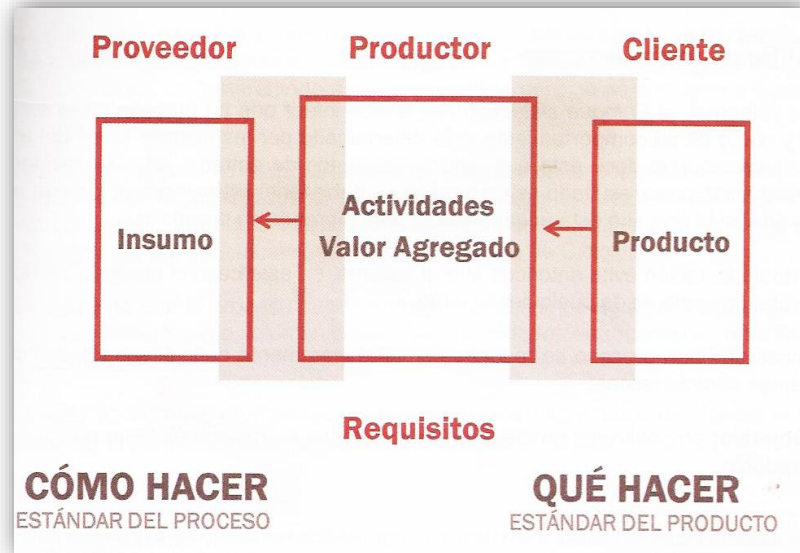 Proveedor
Productor
Cliente
Insumo
Actividades
Valor Agregado
Producto
Requisitos
CÓMO HACER
ESTÁNDAR DEL PROCESO
QUÉ HACER
ESTÁNDAR DEL PRODUCTO